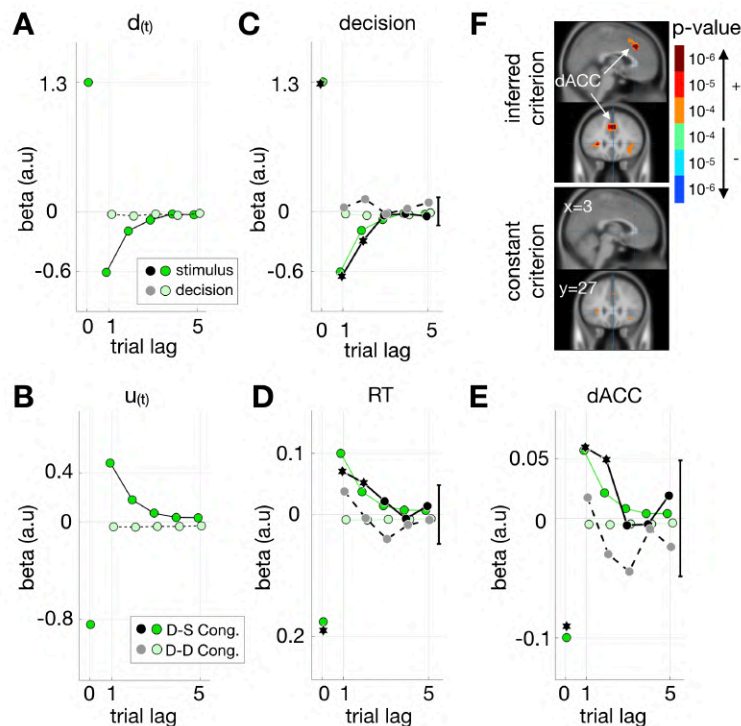 A
d(t)
beta (a.u)
1.3
0
-0.6
stimulus
decision
0 1 5
trial lag
C
decision
beta (a.u)
1.3
0
-0.6
0 1 5
trial lag
F
inferred
criterion
dACC
constant
criterion
x=3
y=27
p-value
10-6
10-5
10-4
10-4
10-5
10-6
+
-
B
u(t)
beta (a.u)
0.4
0
-0.8
D-S Cong.
D-D Cong.
0 1 5
trial lag
D
RT
beta (a.u)
0.1
0
0.2
0 1 5
trial lag
E
dACC
beta (a.u)
0.05
0
-0.1
0 1 5
trial lag